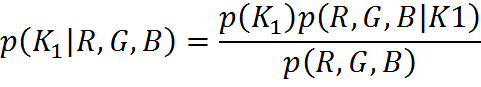 p(K₁|R, G, B) = p(K₁)p(R, G, B|K1) / p(R, G, B)